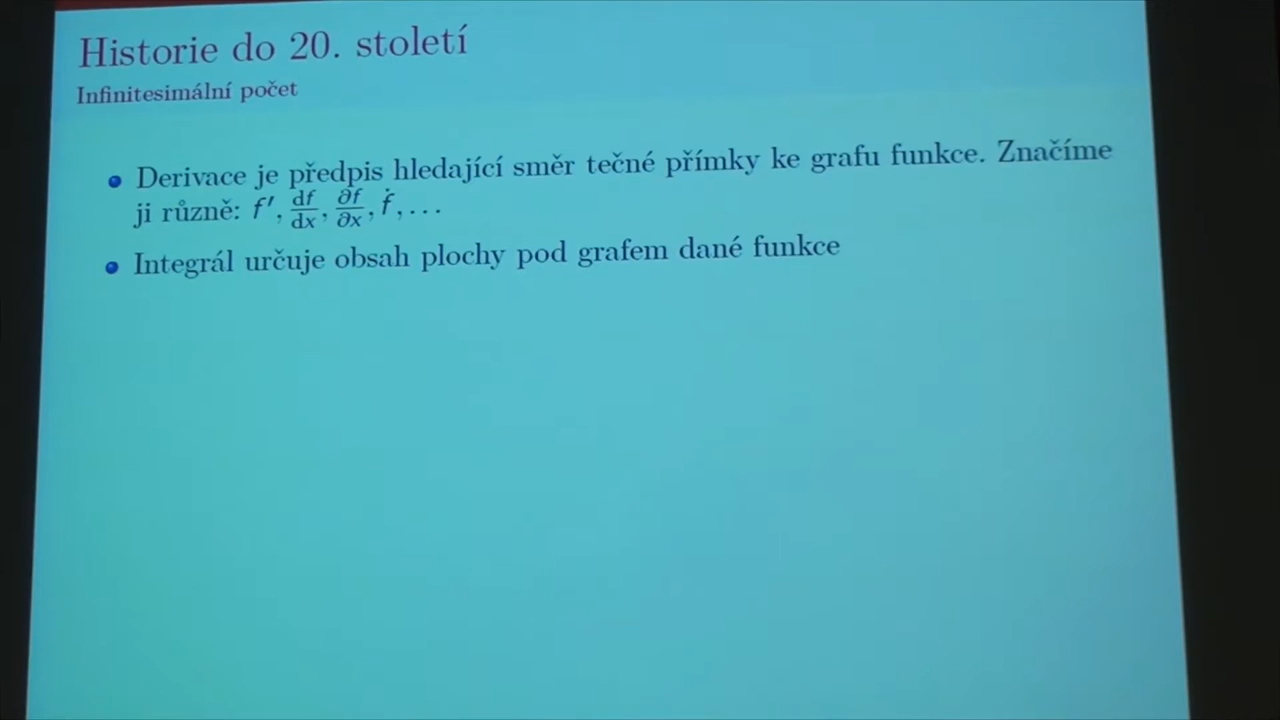 Historie do 20. století
Infinitesimální počet
Derivace je předpis hledající směr tečné přímky ke grafu funkce. Značíme
ji různě: f′, df/dx, ∂f/∂x, ḟ, …
Integrál určuje obsah plochy pod grafem dané funkce